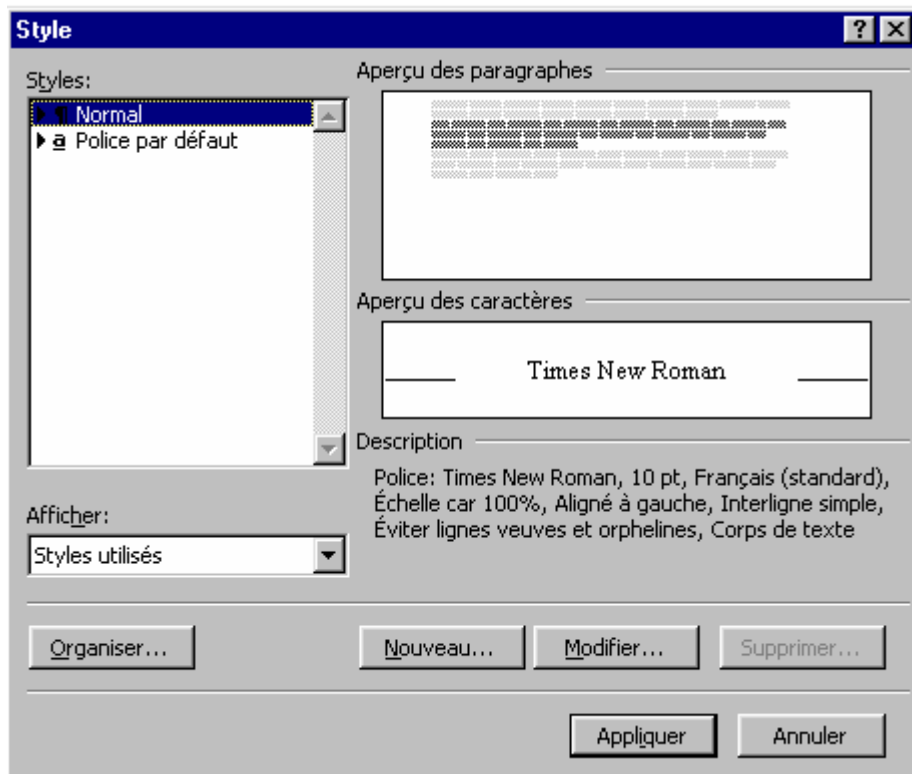 Style
Styles:
¶ Normal
a Police par défaut
Afficher:
Styles utilisés
Aperçu des paragraphes
Aperçu des caractères
Times New Roman
Description
Police: Times New Roman, 10 pt, Français (standard),
Échelle car 100%, Aligné à gauche, Interligne simple,
Éviter lignes veuves et orphelines, Corps de texte
Organiser...
Nouveau...
Modifier...
Supprimer...
Appliquer
Annuler